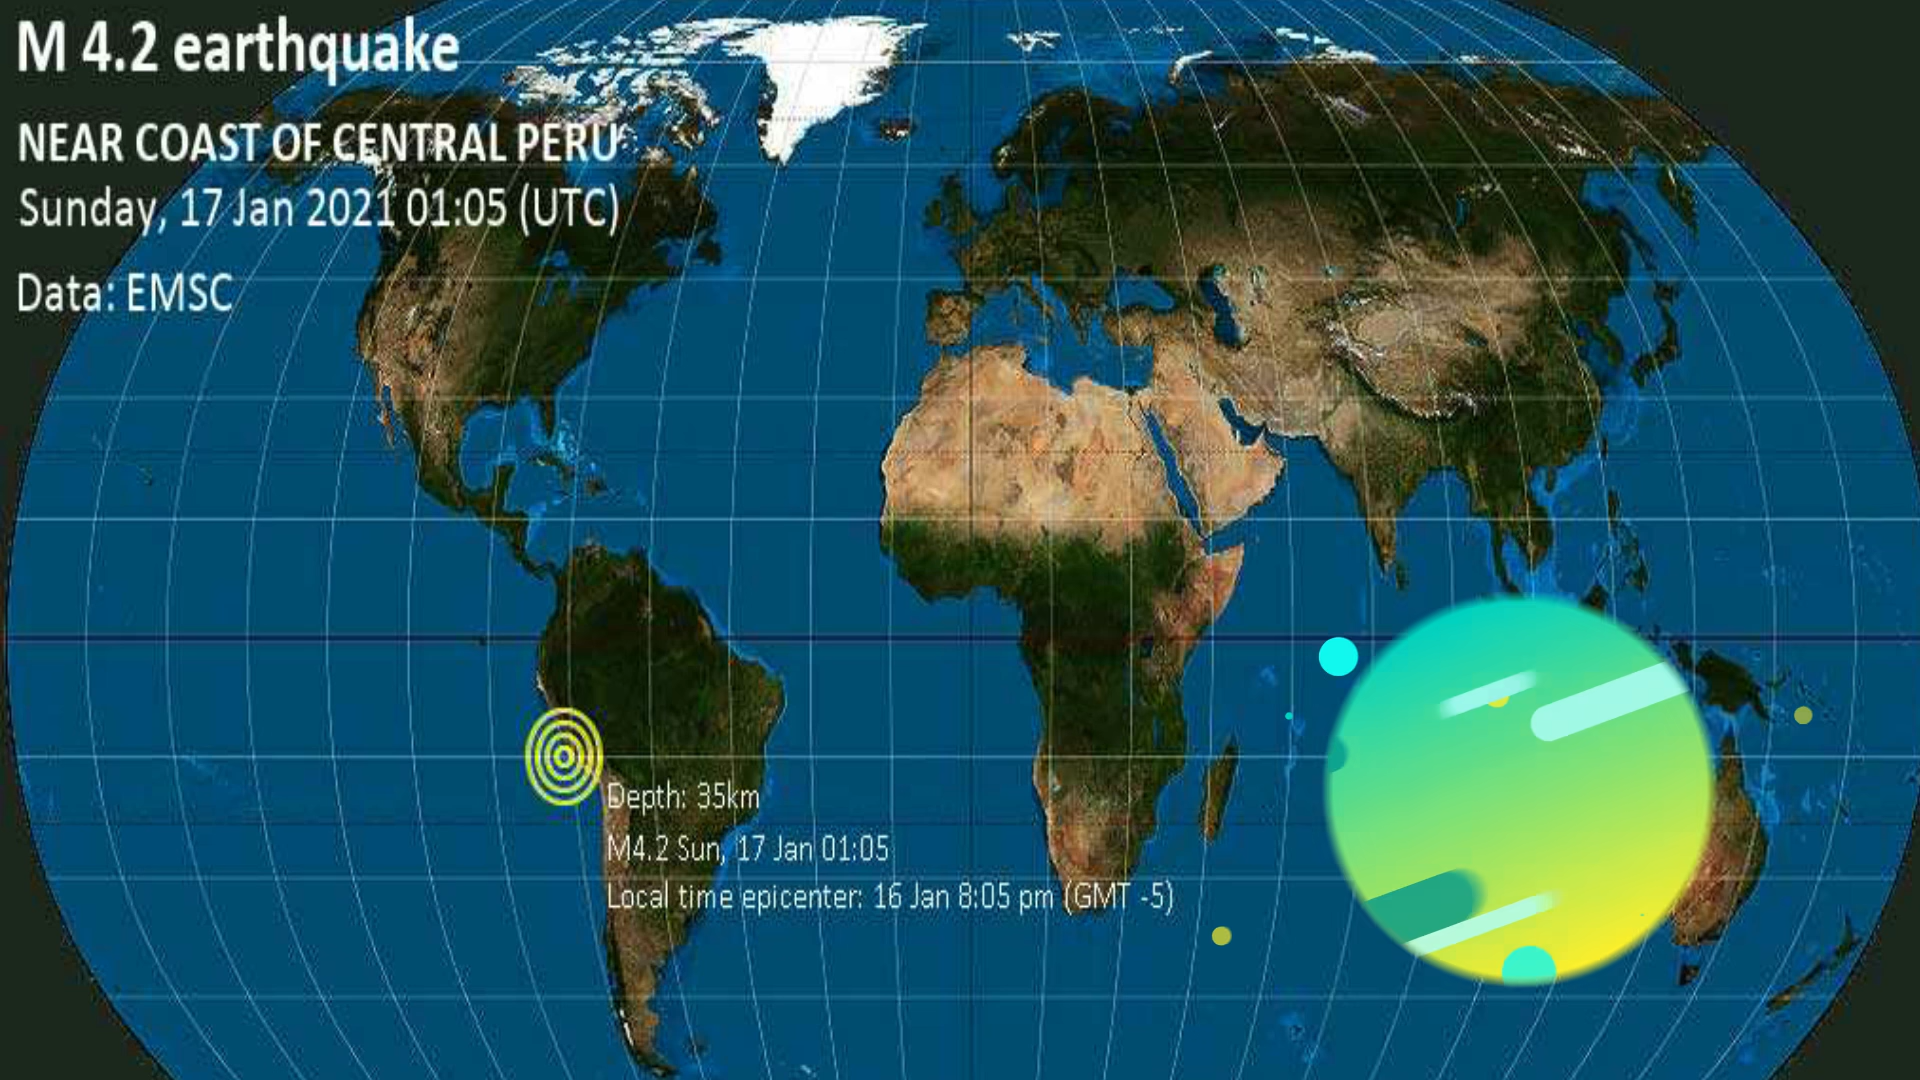 M 4.2 earthquake
NEAR COAST OF CENTRAL PERU
Sunday, 17 Jan 2021 01:05 (UTC)
Data: EMSC
Depth: 35km
M4.2 Sun, 17 Jan 01:05
Local time epicenter: 16 Jan 8:05 pm (GMT -5)